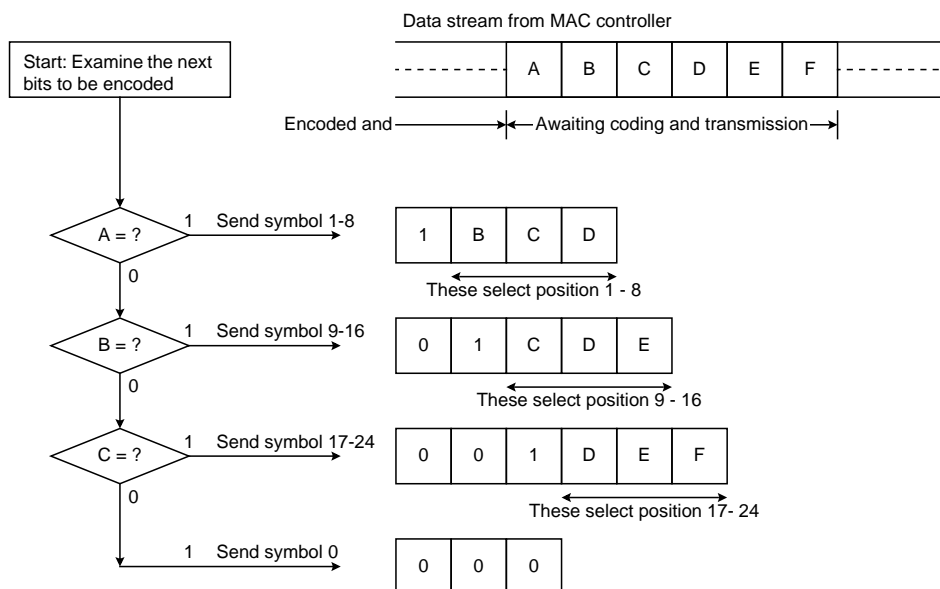 Data stream from MAC controller
Start: Examine the next
bits to be encoded
A B C D E F
Encoded and
Awaiting coding and transmission
A = ?
1 Send symbol 1-8
1 B C D
0
These select position 1 - 8
B = ?
1 Send symbol 9-16
0 1 C D E
0
These select position 9 - 16
C = ?
1 Send symbol 17-24
0 0 1 D E F
0
These select position 17- 24
1 Send symbol 0
0 0 0